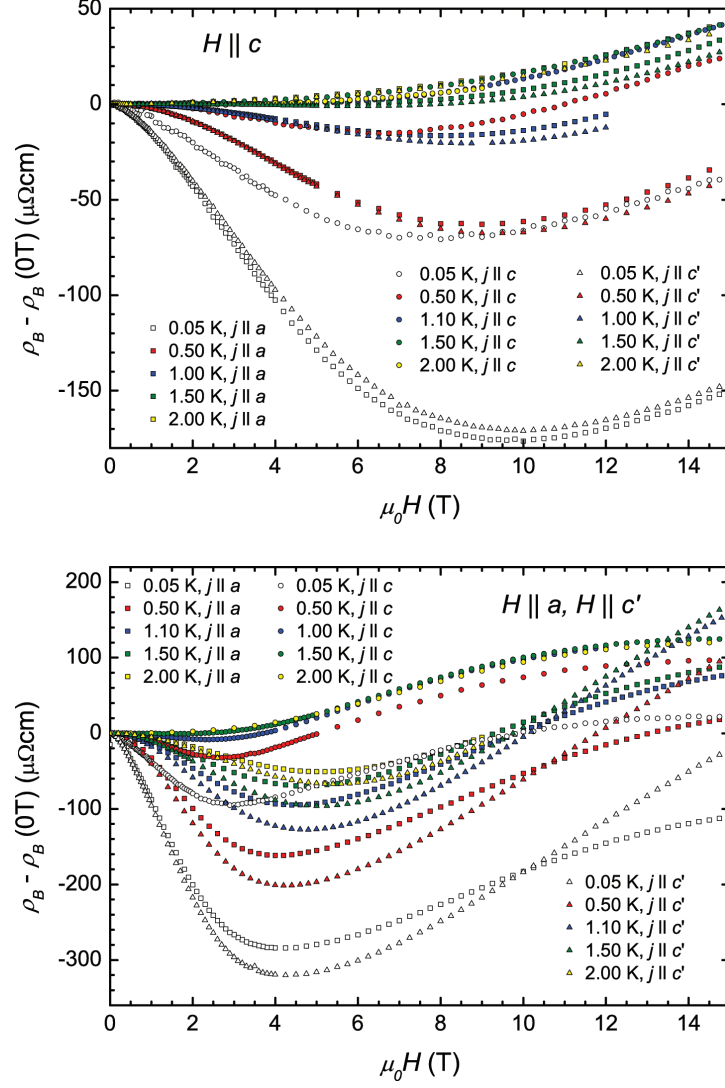 50
0
-50
-100
-150
ρB - ρB (0T) (μΩcm)
H || c
0.05 K, j || a
0.50 K, j || a
1.00 K, j || a
1.50 K, j || a
2.00 K, j || a
0.05 K, j || c
0.50 K, j || c
1.10 K, j || c
1.50 K, j || c
2.00 K, j || c
0.05 K, j || c'
0.50 K, j || c'
1.00 K, j || c'
1.50 K, j || c'
2.00 K, j || c'
0 2 4 6 8 10 12 14
μ0H (T)
200
100
0
-100
-200
-300
ρB - ρB (0T) (μΩcm)
0.05 K, j || a
0.50 K, j || a
1.10 K, j || a
1.50 K, j || a
2.00 K, j || a
0.05 K, j || c
0.50 K, j || c
1.00 K, j || c
1.50 K, j || c
2.00 K, j || c
H || a, H || c'
0.05 K, j || c'
0.50 K, j || c'
1.10 K, j || c'
1.50 K, j || c'
2.00 K, j || c'
0 2 4 6 8 10 12 14
μ0H (T)